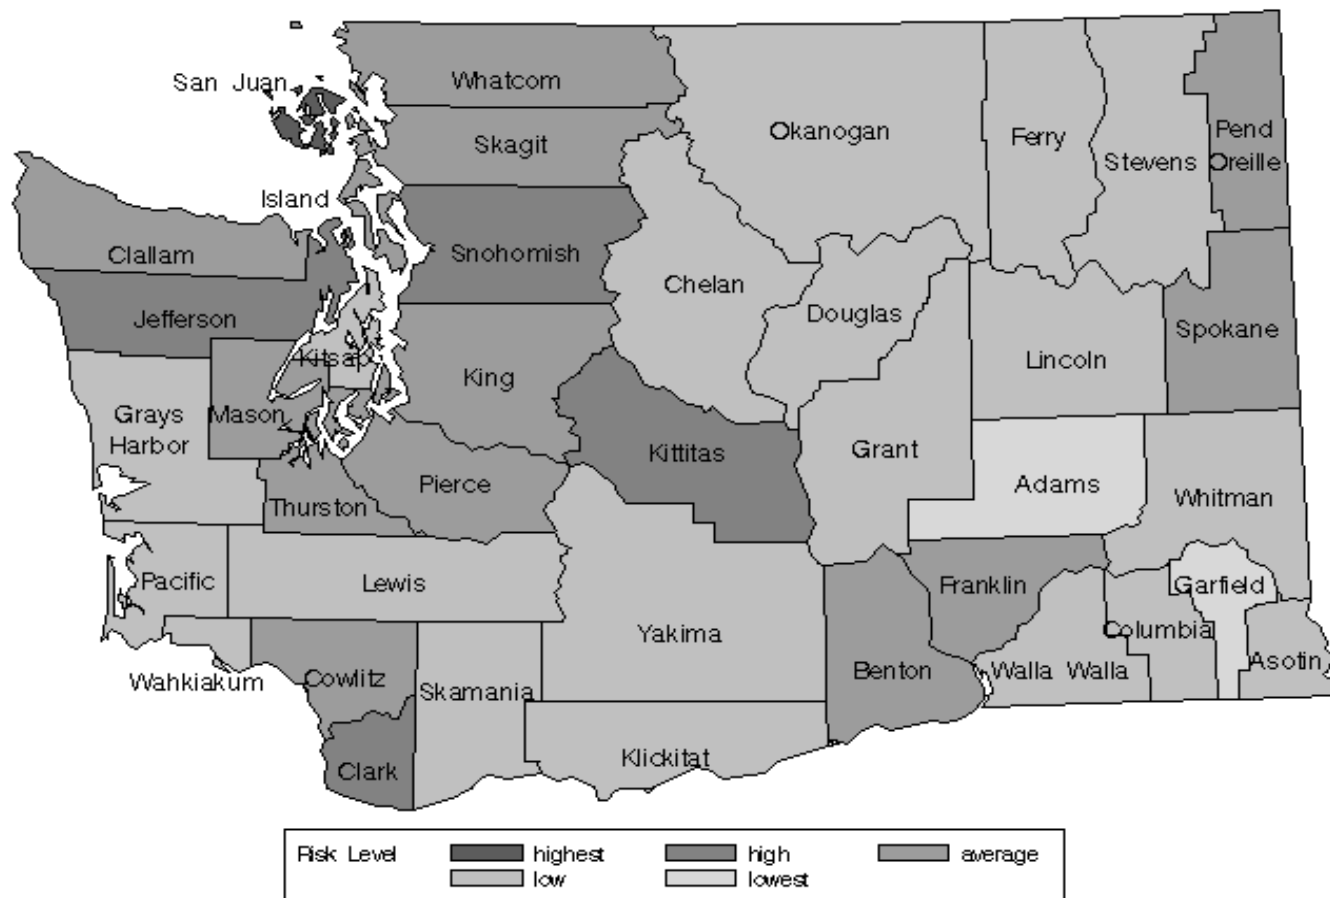 Whatcom
San Juan
Okanogan
Skagit
Ferry
Pend
Oreille
Stevens
Island
Clallam
Snohomish
Chelan
Jefferson
Douglas
Spokane
Kitsap
Lincoln
King
Grays
Harbor
Mason
Kittitas
Grant
Pierce
Adams
Whitman
Thurston
Pacific
Lewis
Franklin
Garfield
Yakima
Columbia
Wahkiakum
Cowlitz
Skamania
Benton
Walla Walla
Asotin
Klickitat
Clark
Risk Level highest high average
low lowest